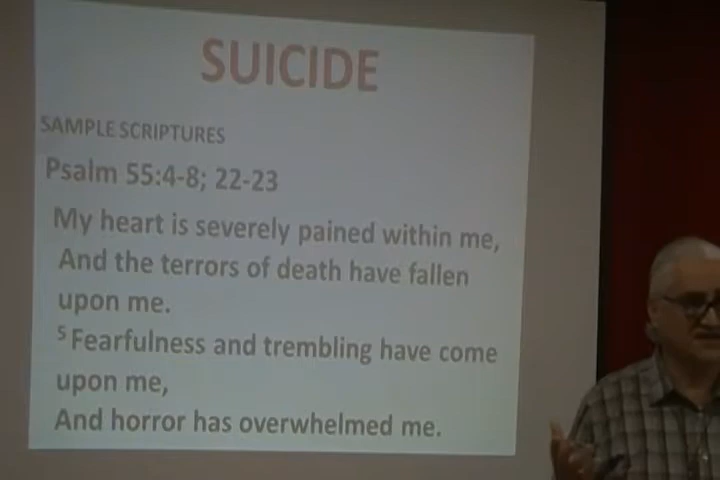 SUICIDE
SAMPLE SCRIPTURES
Psalm 55:4-8; 22-23
My heart is severely pained within me,
And the terrors of death have fallen
upon me.
5 Fearfulness and trembling have come
upon me,
And horror has overwhelmed me.